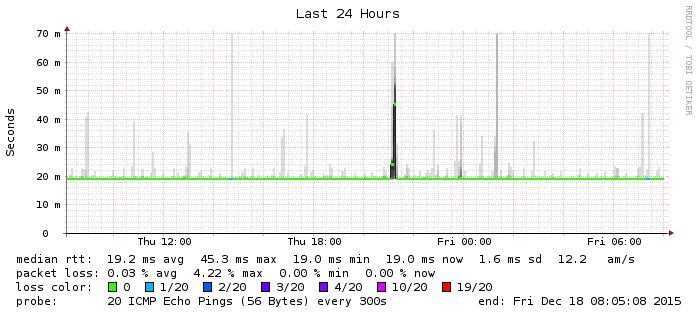 Last 24 Hours
RRDTOOL / TOBI OETIKER
Seconds
70 m
60 m
50 m
40 m
30 m
20 m
10 m
0
Thu 12:00 Thu 18:00 Fri 00:00 Fri 06:00
median rtt: 19.2 ms avg 45.3 ms max 19.0 ms min 19.0 ms now 1.6 ms sd 12.2 am/s
packet loss: 0.03 % avg 4.22 % max 0.00 % min 0.00 % now
loss color: 0 1/20 2/20 3/20 4/20 10/20 19/20
probe: 20 ICMP Echo Pings (56 Bytes) every 300s end: Fri Dec 18 08:05:08 2015